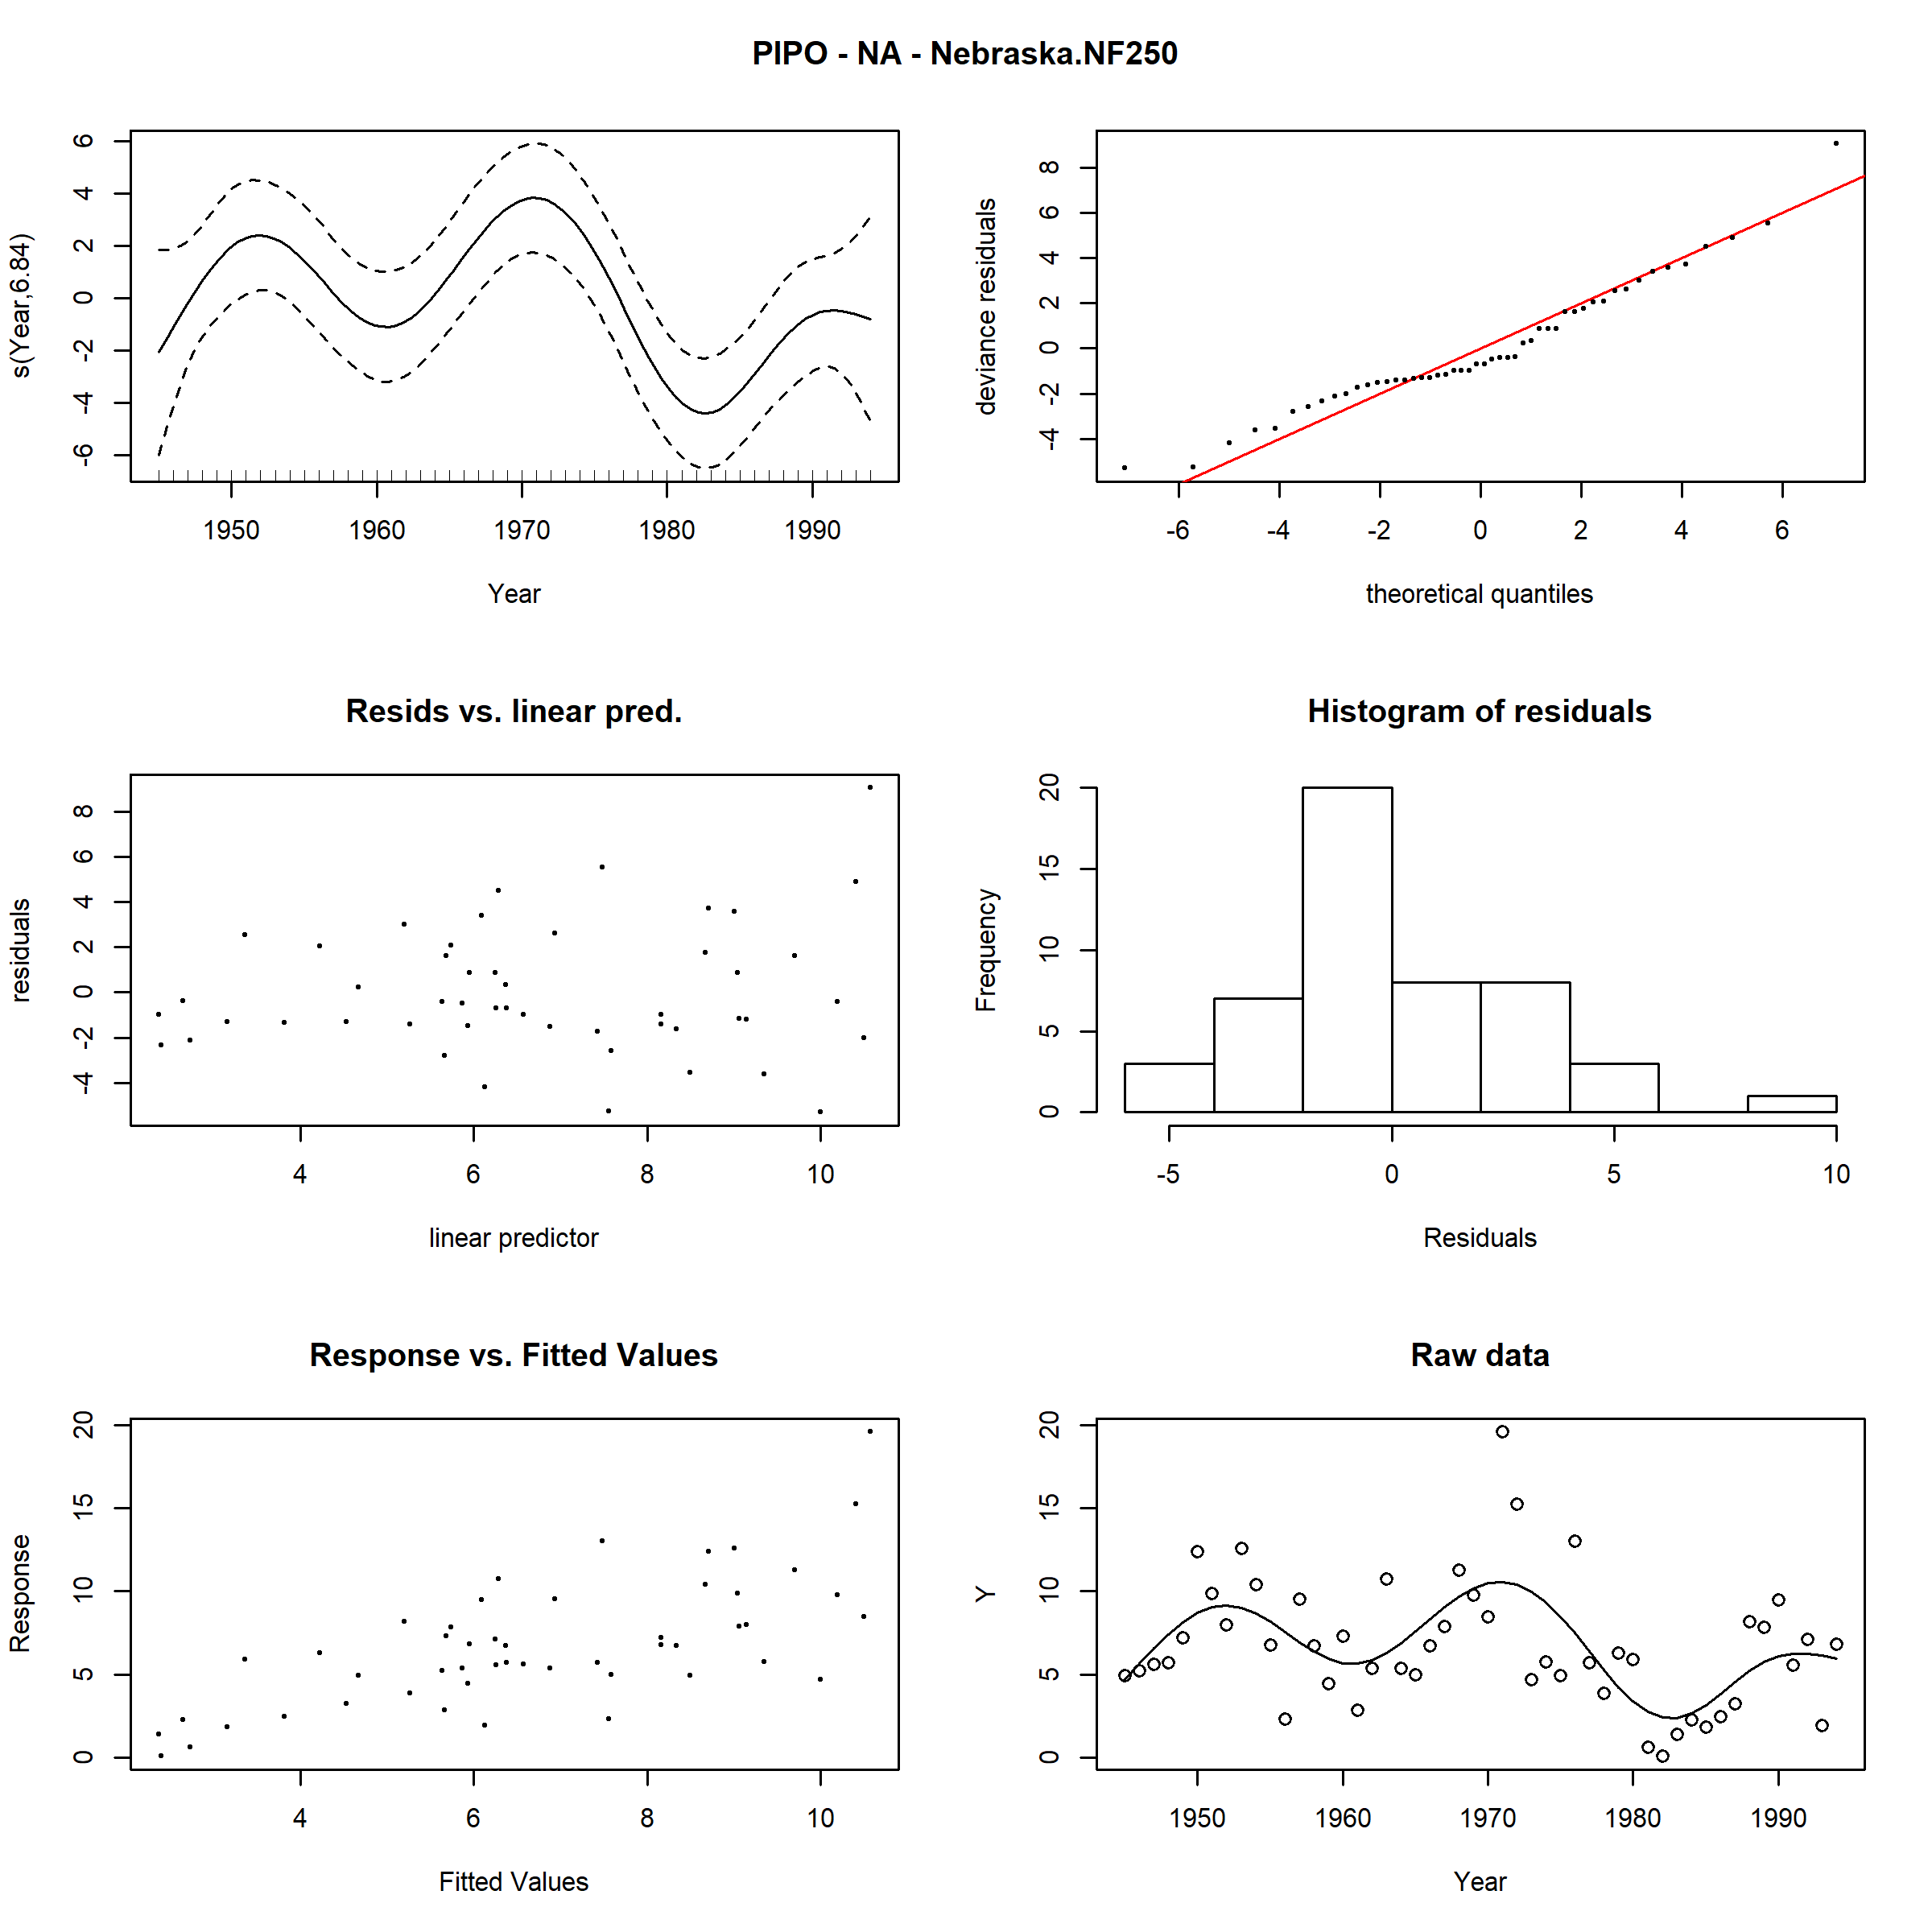 PIPO - NA - Nebraska.NF250
s(Year,6.84)
6
4
2
0
-2
-4
-6
1950 1960 1970 1980 1990
Year
deviance residuals
8
6
4
2
0
-2
-4
-6 -4 -2 0 2 4 6
theoretical quantiles
Resids vs. linear pred.
residuals
8
6
4
2
0
-2
-4
4 6 8 10
linear predictor
Histogram of residuals
Frequency
20
15
10
5
0
-5 0 5 10
Residuals
Response vs. Fitted Values
Response
20
15
10
5
0
4 6 8 10
Fitted Values
Raw data
Y
20
15
10
5
0
1950 1960 1970 1980 1990
Year